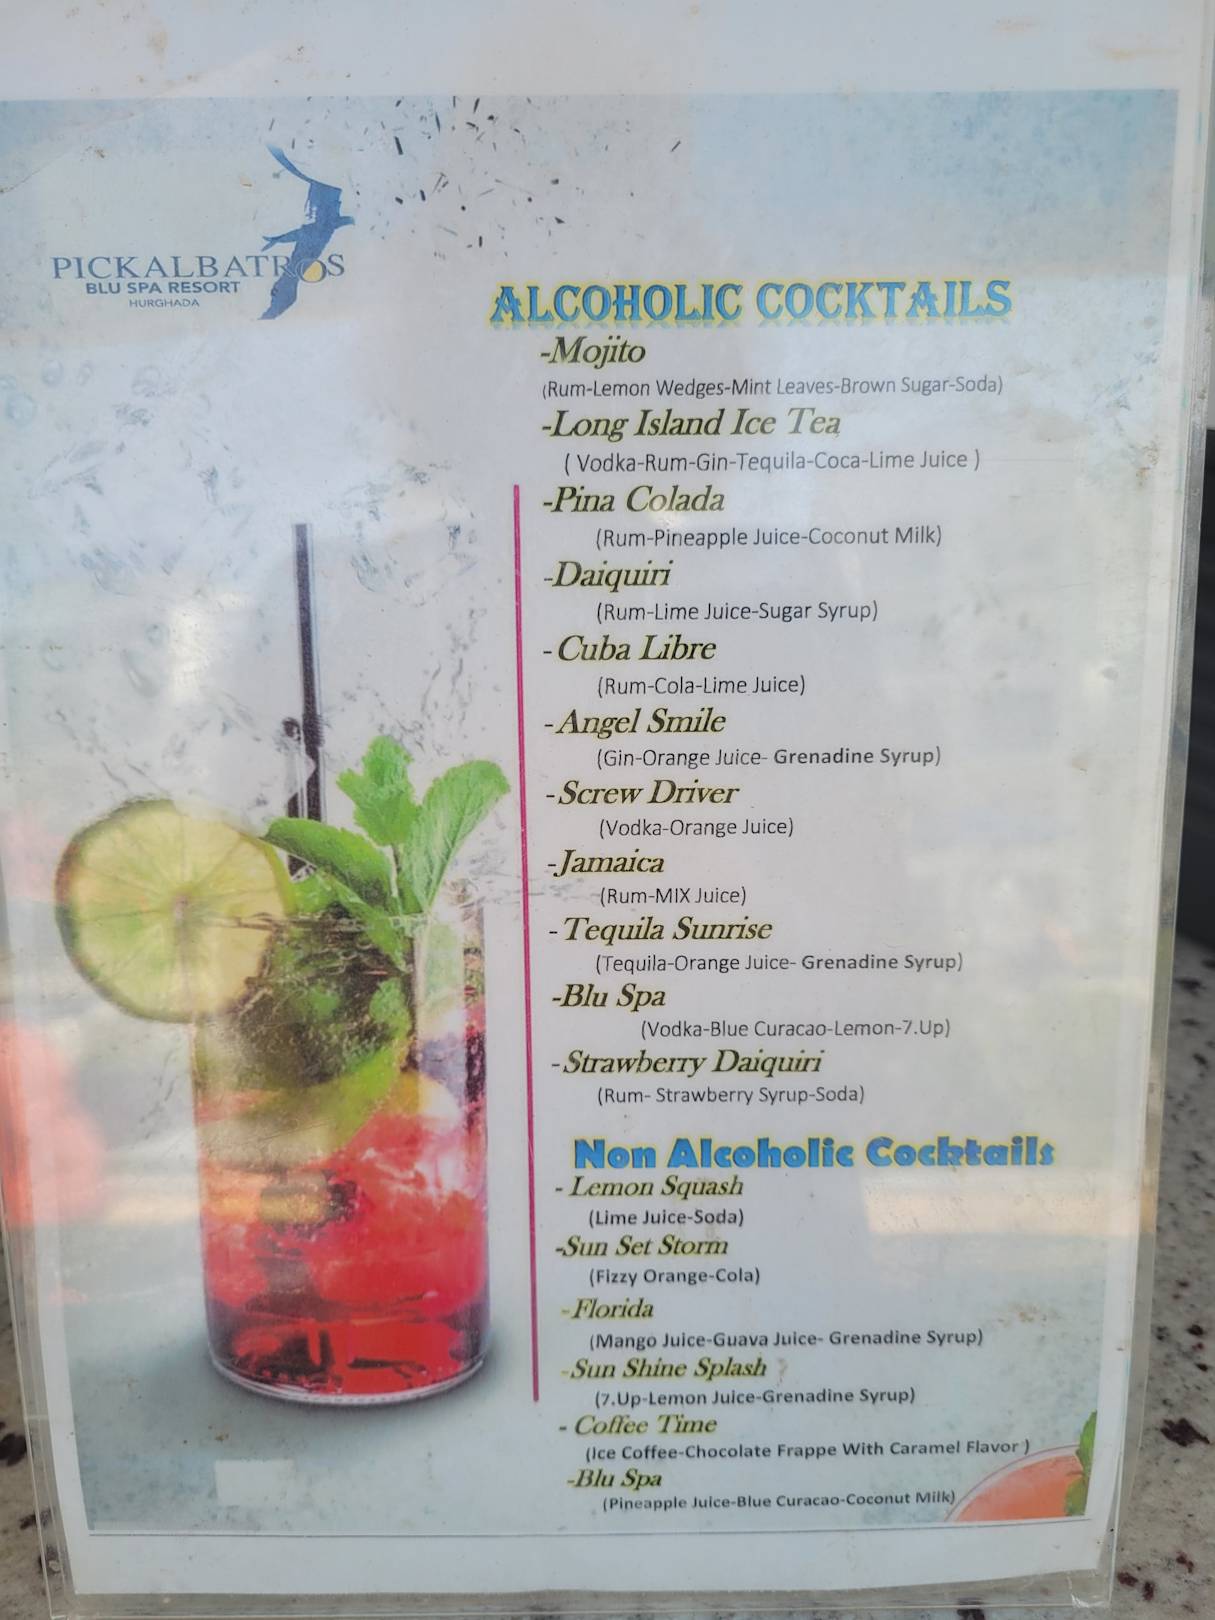 PICKALBATROS
BLU SPA RESORT
HURGHADA
ALCOHOLIC COCKTAILS
-Mojito
(Rum-Lemon Wedges-Mint Leaves-Brown Sugar-Soda)
-Long Island Ice Tea
( Vodka-Rum-Gin-Tequila-Coca-Lime Juice )
-Pina Colada
(Rum-Pineapple Juice-Coconut Milk)
-Daiquiri
(Rum-Lime Juice-Sugar Syrup)
- Cuba Libre
(Rum-Cola-Lime Juice)
- Angel Smile
(Gin-Orange Juice- Grenadine Syrup)
- Screw Driver
(Vodka-Orange Juice)
-Jamaica
(Rum-MIX Juice)
- Tequila Sunrise
(Tequila-Orange Juice- Grenadine Syrup)
-Blu Spa
(Vodka-Blue Curacao-Lemon-7.Up)
-Strawberry Daiquiri
(Rum- Strawberry Syrup-Soda)
Non Alcoholic Cocktails
- Lemon Squash
(Lime Juice-Soda)
-Sun Set Storm
(Fizzy Orange-Cola)
-Florida
(Mango Juice-Guava Juice- Grenadine Syrup)
-Sun Shine Splash
(7.Up-Lemon Juice-Grenadine Syrup)
- Coffee Time
(Ice Coffee-Chocolate Frappe With Caramel Flavor )
-Blu Spa
(Pineapple Juice-Blue Curacao-Coconut Milk)